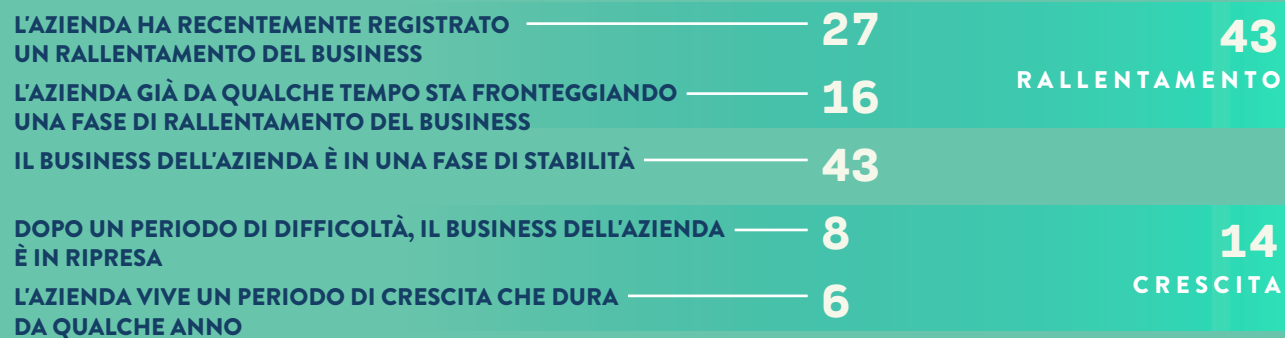 L'AZIENDA HA RECENTEMENTE REGISTRATO
UN RALLENTAMENTO DEL BUSINESS
27
43
RALLENTAMENTO
L'AZIENDA GIÀ DA QUALCHE TEMPO STA FRONTEGGIANDO
UNA FASE DI RALLENTAMENTO DEL BUSINESS
16
IL BUSINESS DELL'AZIENDA È IN UNA FASE DI STABILITÀ
43
DOPO UN PERIODO DI DIFFICOLTÀ, IL BUSINESS DELL'AZIENDA
È IN RIPRESA
8
14
CRESCITA
L'AZIENDA VIVE UN PERIODO DI CRESCITA CHE DURA
DA QUALCHE ANNO
6